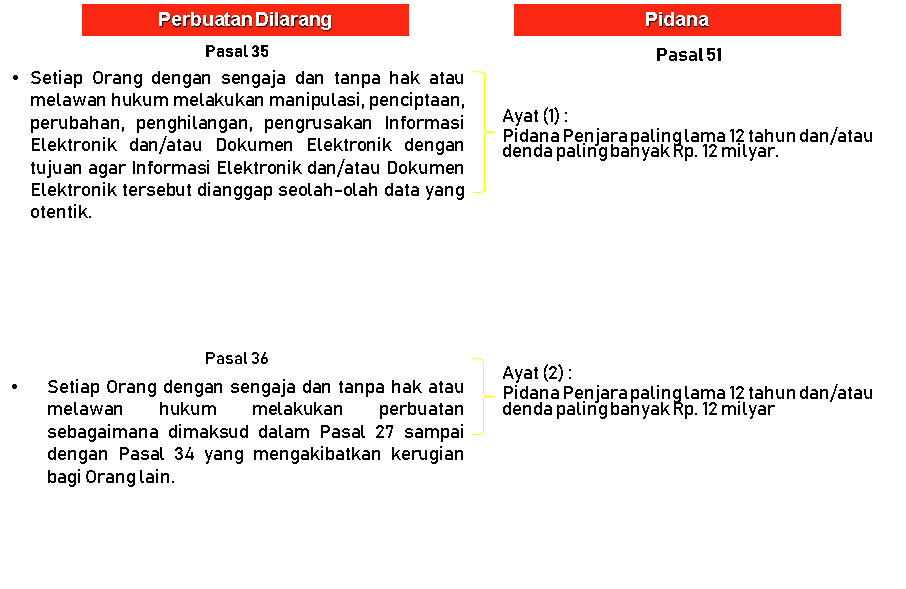 Perbuatan Dilarang
Pidana
Pasal 35
• Setiap Orang dengan sengaja dan tanpa hak atau
melawan hukum melakukan manipulasi, penciptaan,
perubahan, penghilangan, pengrusakan Informasi
Elektronik dan/atau Dokumen Elektronik dengan
tujuan agar Informasi Elektronik dan/atau Dokumen
Elektronik tersebut dianggap seolah-olah data yang
otentik.
Pasal 51
Ayat (1) :
Pidana Penjara paling lama 12 tahun dan/atau
denda paling banyak Rp. 12 milyar.
Pasal 36
• Setiap Orang dengan sengaja dan tanpa hak atau
melawan hukum melakukan perbuatan
sebagaimana dimaksud dalam Pasal 27 sampai
dengan Pasal 34 yang mengakibatkan kerugian
bagi Orang lain.
Ayat (2) :
Pidana Penjara paling lama 12 tahun dan/atau
denda paling banyak Rp. 12 milyar